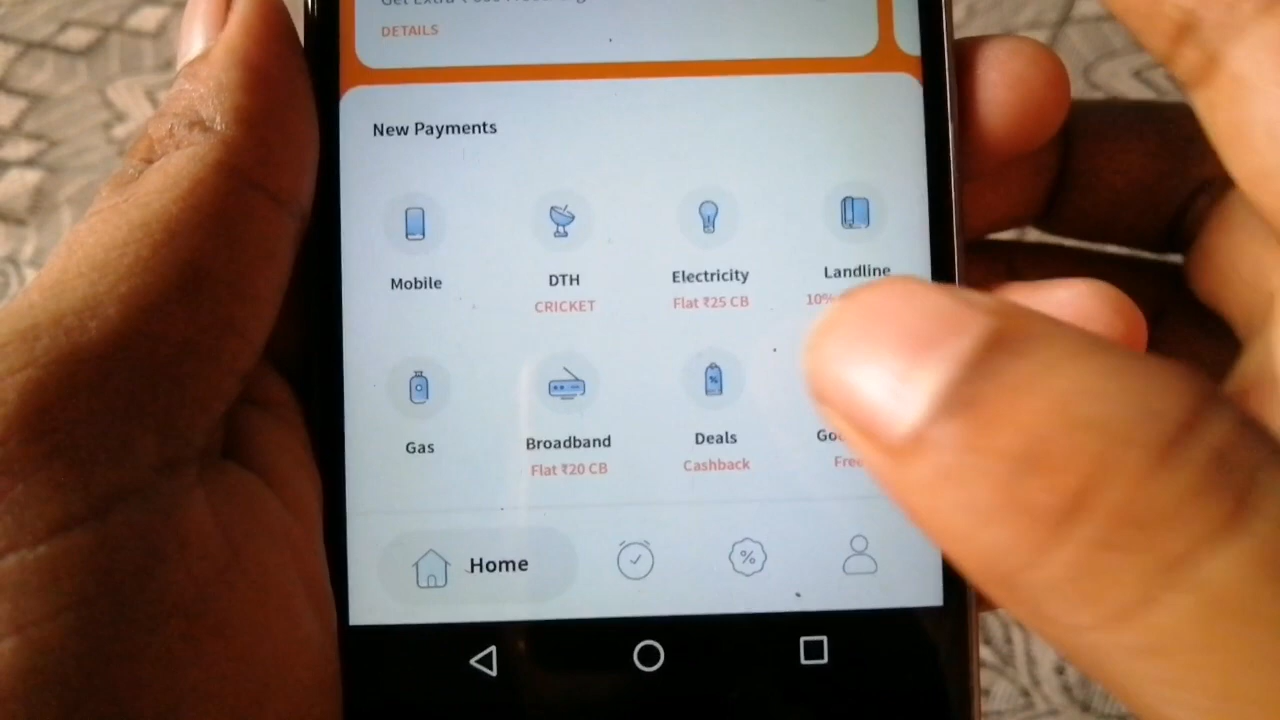 DETAILS
New Payments
Mobile
DTH
Electricity
Landline
CRICKET
Flat ₹25 CB
10%
Gas
Broadband
Deals
Flat ₹20 CB
Cashback
Home